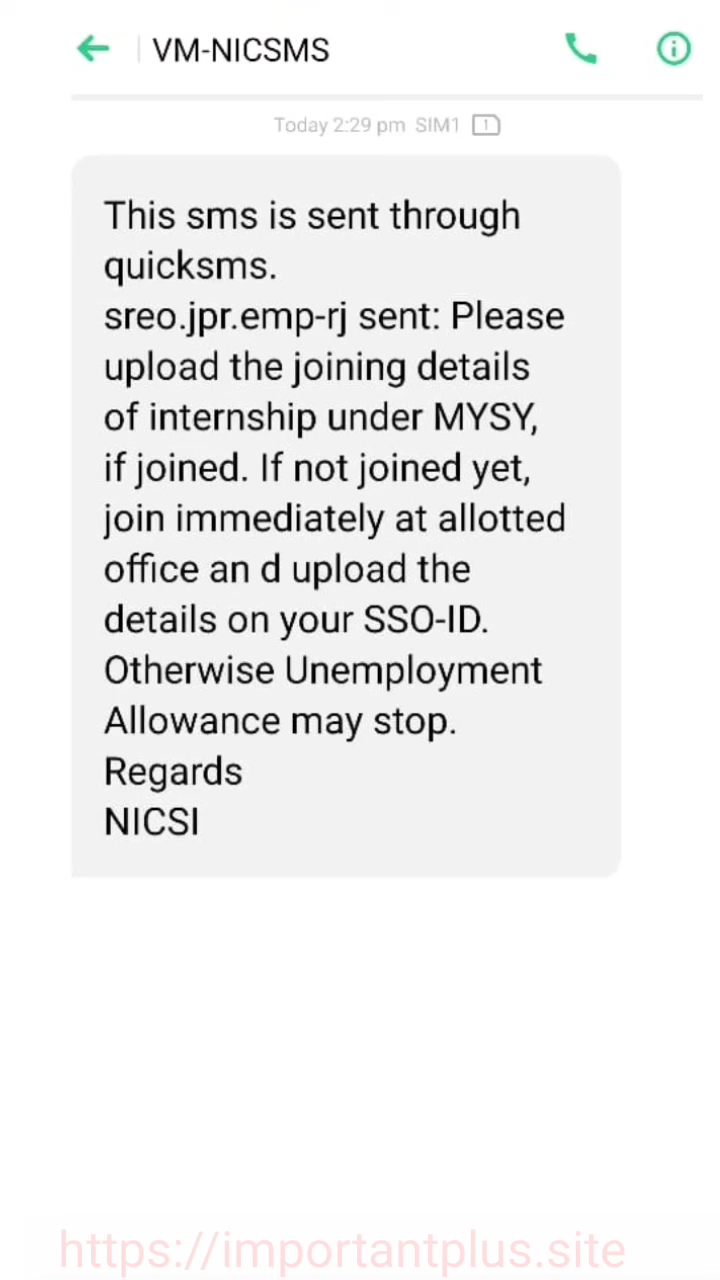 VM-NICSMS
Today 2:29 pm SIM1 1
This sms is sent through
quicksms.
sreo.jpr.emp-rj sent: Please
upload the joining details
of internship under MYSY,
if joined. If not joined yet,
join immediately at allotted
office an d upload the
details on your SSO-ID.
Otherwise Unemployment
Allowance may stop.
Regards
NICSI
https://importantplus.site